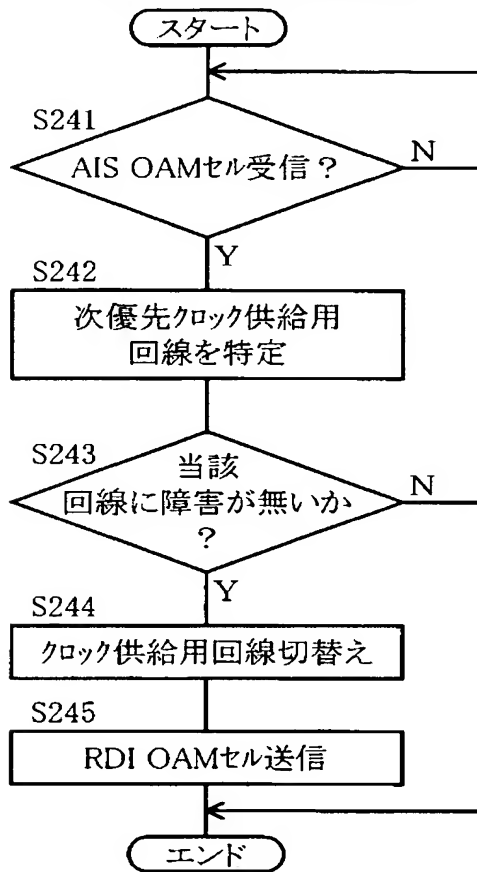 スタート
S241
AIS OAMセル受信？
N
Y
S242
次優先クロック供給用
回線を特定
S243
当該
回線に障害が無いか
？
N
Y
S244
クロック供給用回線切替え
S245
RDI OAMセル送信
エンド